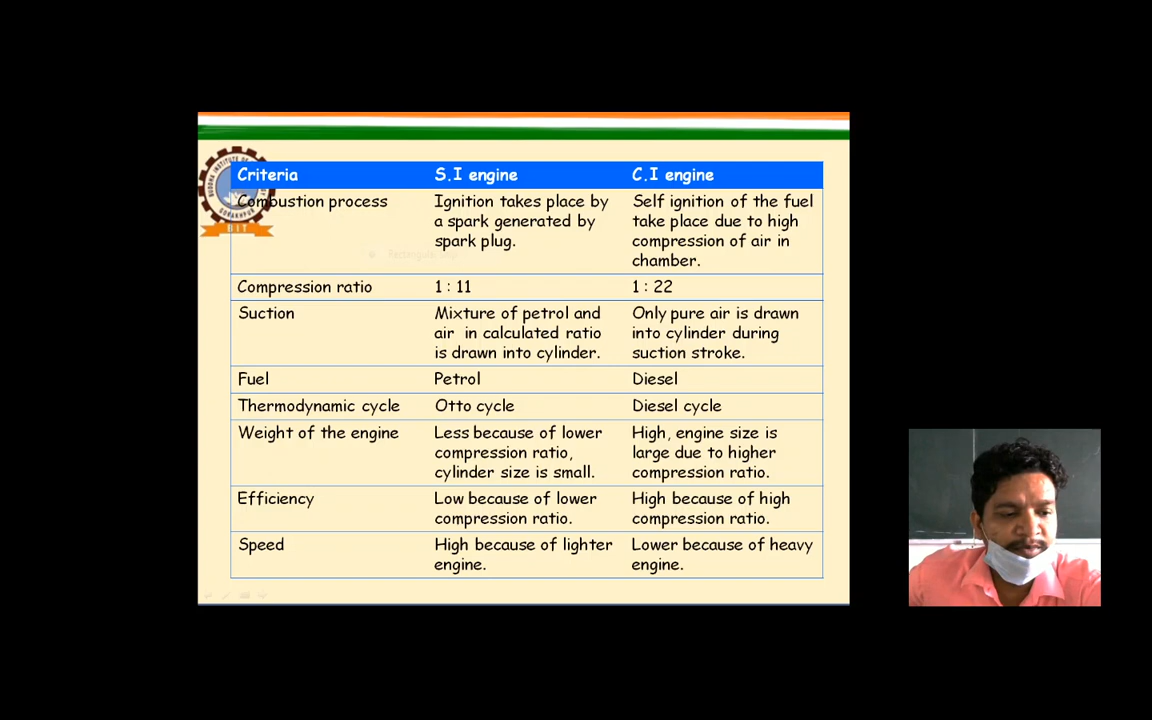 Criteria S.I engine C.I engine
Combustion process Ignition takes place by Self ignition of the fuel
a spark generated by take place due to high
spark plug. compression of air in
chamber.
Compression ratio 1 : 11 1 : 22
Suction Mixture of petrol and Only pure air is drawn
air in calculated ratio into cylinder during
is drawn into cylinder. suction stroke.
Fuel Petrol Diesel
Thermodynamic cycle Otto cycle Diesel cycle
Weight of the engine Less because of lower High, engine size is
compression ratio, large due to higher
cylinder size is small. compression ratio.
Efficiency Low because of lower High because of high
compression ratio. compression ratio.
Speed High because of lighter Lower because of heavy
engine. engine.
BUDDHA INSTITUTE OF
GORAKHPUR
BIT